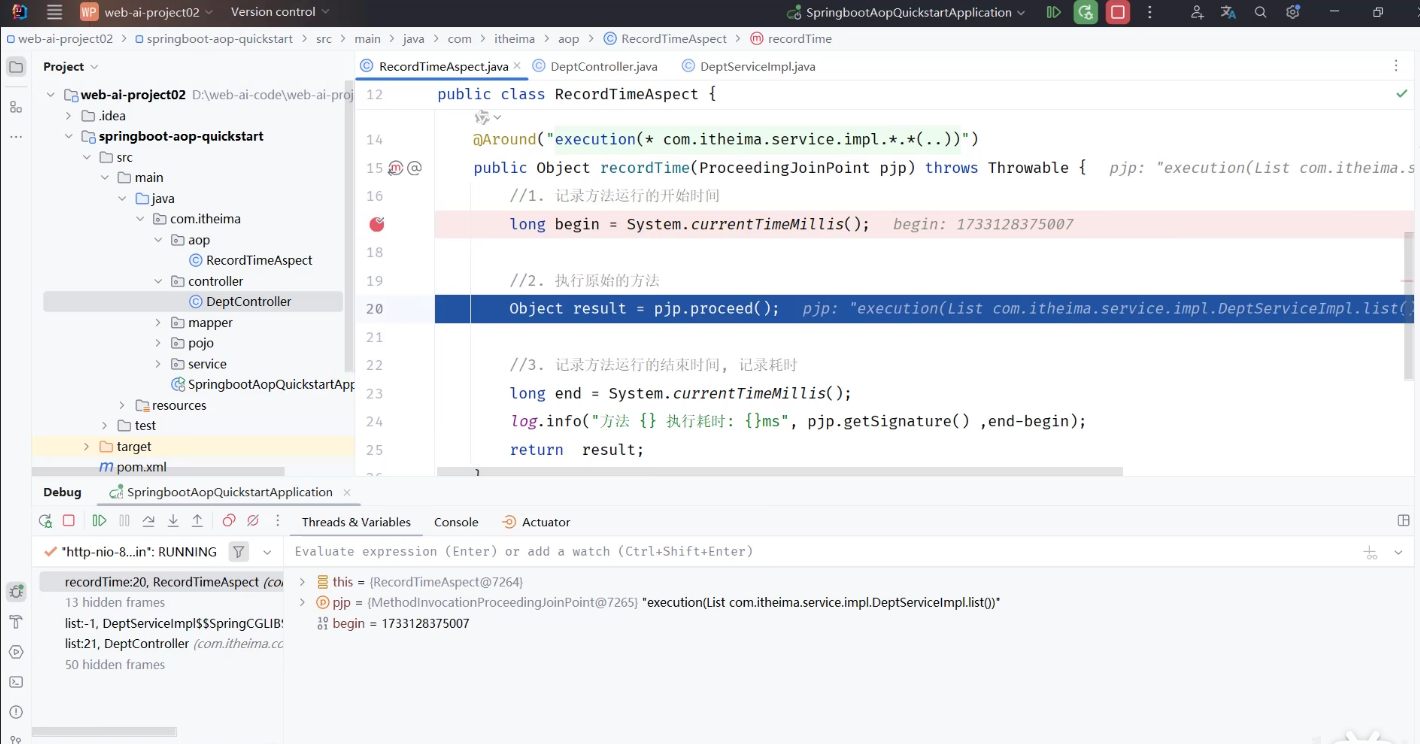 WP web-ai-project02 Version control SpringbootAopQuickstartApplication
web-ai-project02 > springboot-aop-quickstart > src > main > java > com > itheima > aop > RecordTimeAspect > recordTime
Project
RecordTimeAspect.java DeptController.java DeptServiceImpl.java
web-ai-project02 D:\web-ai-code\web-ai-proj
.idea
springboot-aop-quickstart
src
main
java
com.itheima
aop
RecordTimeAspect
controller
DeptController
mapper
pojo
service
SpringbootAopQuickstartApp
resources
test
target
pom.xml
12 public class RecordTimeAspect {
14 @Around("execution(* com.itheima.service.impl.*.*(..))")
15 public Object recordTime(ProceedingJoinPoint pjp) throws Throwable { pjp: "execution(List com.itheima.s
16 //1. 记录方法运行的开始时间
long begin = System.currentTimeMillis(); begin: 1733128375007
18
19 //2. 执行原始的方法
20 Object result = pjp.proceed(); pjp: "execution(List com.itheima.service.impl.DeptServiceImpl.list()
21
22 //3. 记录方法运行的结束时间, 记录耗时
23 long end = System.currentTimeMillis();
24 log.info("方法 {} 执行耗时: {}ms", pjp.getSignature() ,end-begin);
25 return result;
}
Debug SpringbootAopQuickstartApplication
Threads & Variables Console Actuator
"http-nio-8...in": RUNNING
Evaluate expression (Enter) or add a watch (Ctrl+Shift+Enter)
recordTime:20, RecordTimeAspect (co
13 hidden frames
list:-1, DeptServiceImpl$$SpringCGLIB
list:21, DeptController (com.itheima.co
50 hidden frames
this = {RecordTimeAspect@7264}
pjp = {MethodInvocationProceedingJoinPoint@7265} "execution(List com.itheima.service.impl.DeptServiceImpl.list())"
begin = 1733128375007